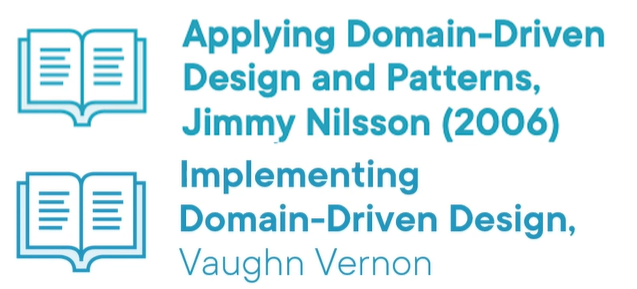 Applying Domain-Driven
Design and Patterns,
Jimmy Nilsson (2006)
Implementing
Domain-Driven Design,
Vaughn Vernon